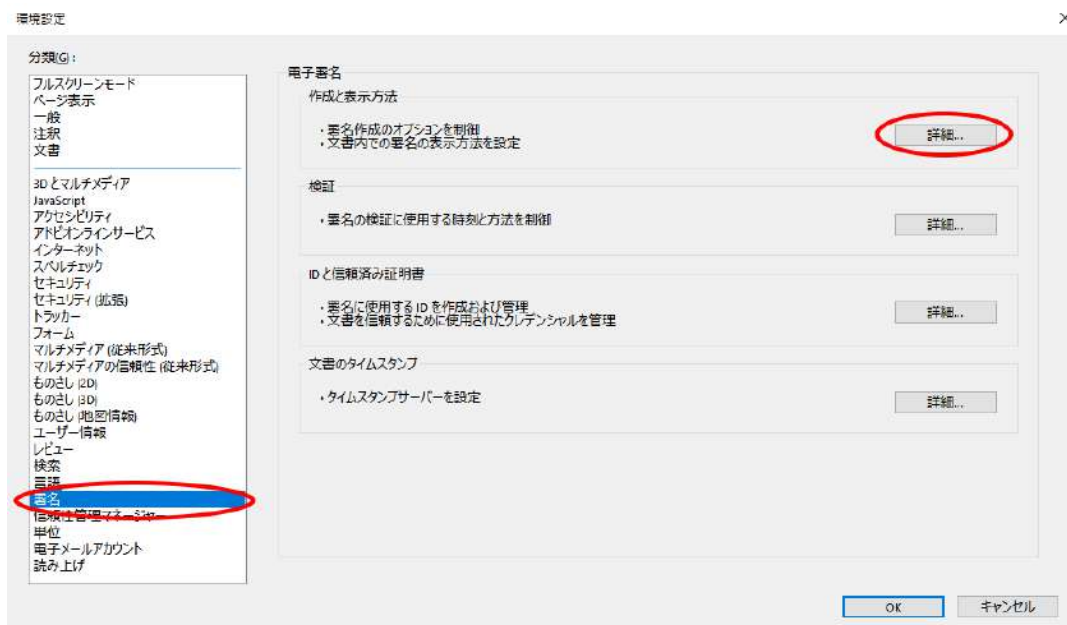 環境設定
分類(G):
フルスクリーンモード
ページ表示
一般
注釈
文書
3D とマルチメディア
JavaScript
アクセシビリティ
アドビオンラインサービス
インターネット
スペルチェック
セキュリティ
セキュリティ (拡張)
トラッカー
フォーム
マルチメディア (従来形式)
マルチメディアの信頼性 (従来形式)
ものさし (2D)
ものさし (3D)
ものさし (地図情報)
ユーザー情報
レビュー
検索
言語
署名
信頼性管理マネージャー
単位
電子メールアカウント
読み上げ
電子署名
作成と表示方法
・署名作成のオプションを制御
・文書内での署名の表示方法を設定
詳細...
検証
・署名の検証に使用する時刻と方法を制御
詳細...
ID と信頼済み証明書
・署名に使用する ID を作成および管理
・文書を信頼するために使用されたクレデンシャルを管理
詳細...
文書のタイムスタンプ
・タイムスタンプサーバーを設定
詳細...
OK
キャンセル